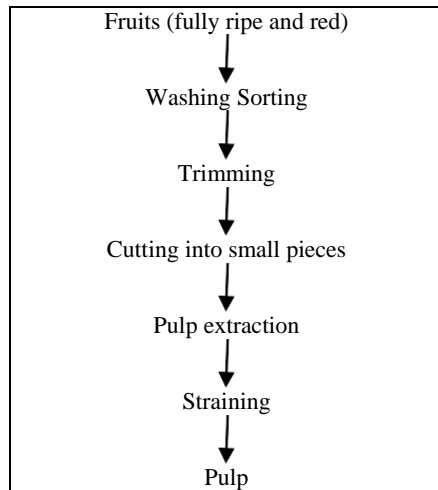 Fruits (fully ripe and red)
Washing Sorting
Trimming
Cutting into small pieces
Pulp extraction
Straining
Pulp